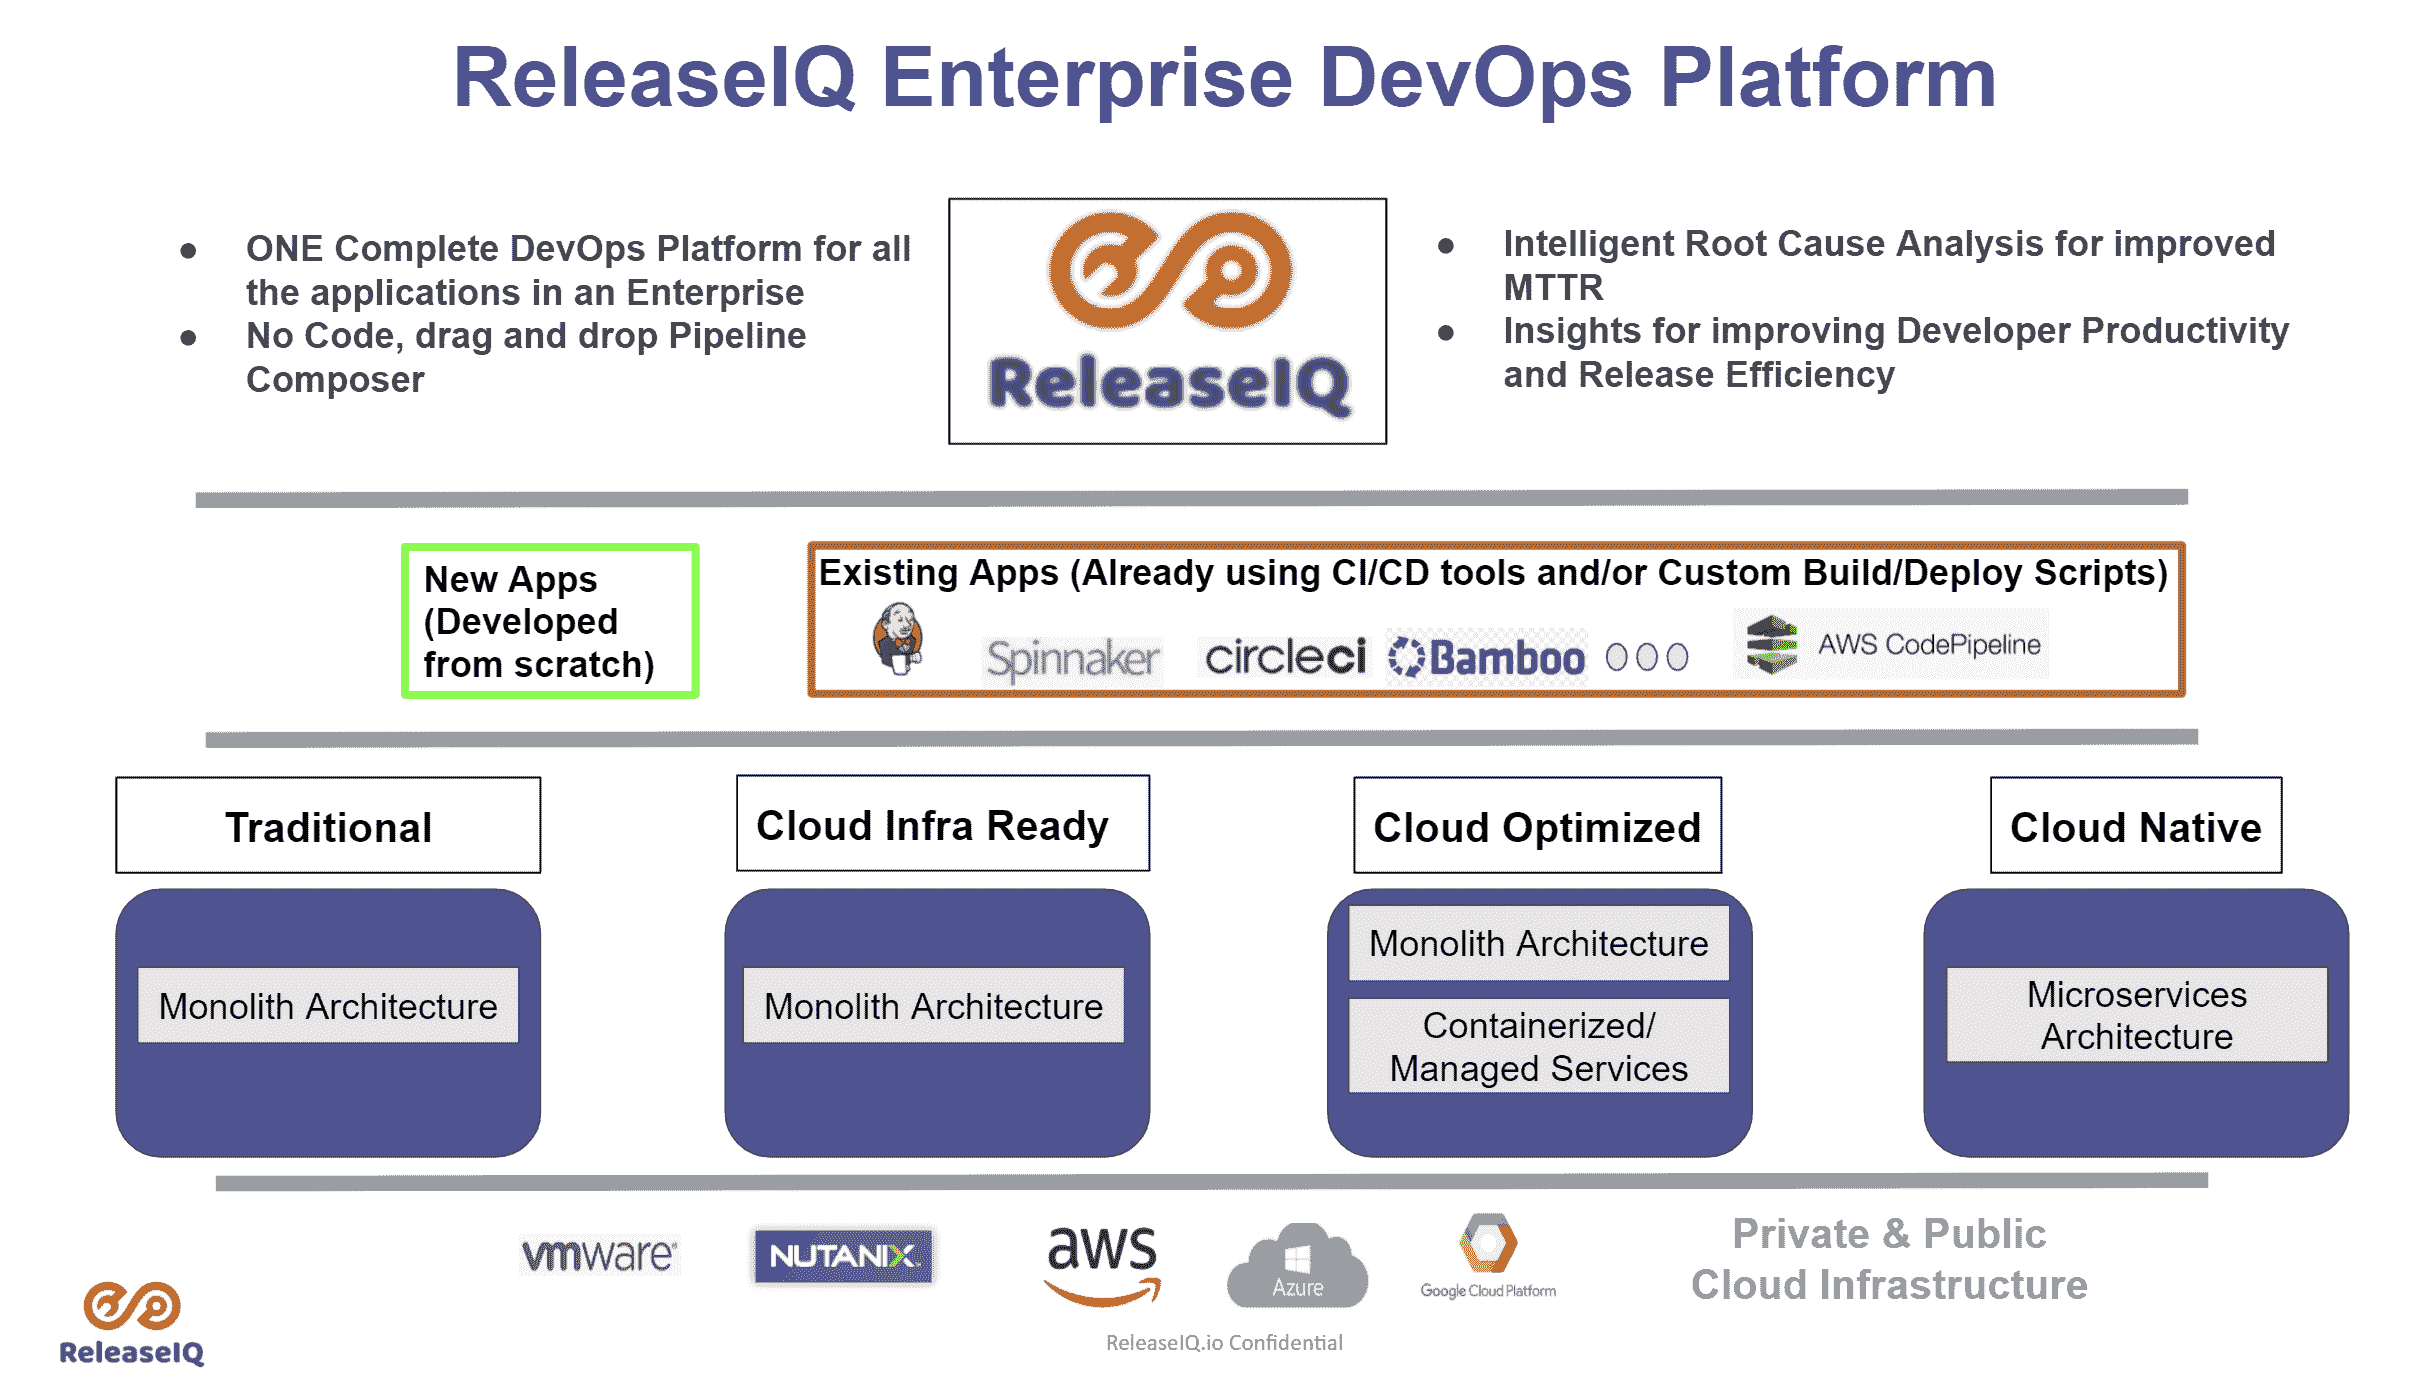 ReleaseIQ Enterprise DevOps Platform
● ONE Complete DevOps Platform for all
the applications in an Enterprise
● No Code, drag and drop Pipeline
Composer
ReleaseIQ
● Intelligent Root Cause Analysis for improved
MTTR
● Insights for improving Developer Productivity
and Release Efficiency
New Apps
(Developed
from scratch)
Existing Apps (Already using CI/CD tools and/or Custom Build/Deploy Scripts)
Spinnaker
circleci
Bamboo
AWS CodePipeline
Traditional
Cloud Infra Ready
Cloud Optimized
Cloud Native
Monolith Architecture
Monolith Architecture
Monolith Architecture
Containerized/
Managed Services
Microservices
Architecture
vmware
NUTANIX
aws
Azure
Google Cloud Platform
Private & Public
Cloud Infrastructure
ReleaseIQ
ReleaseIQ.io Confidential